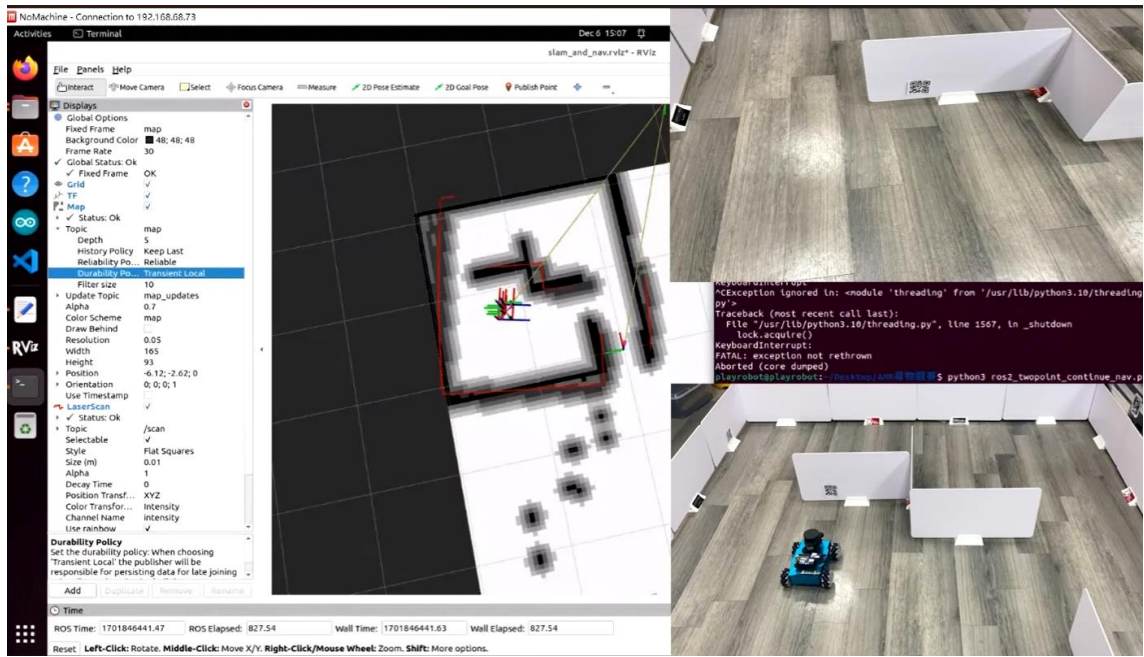 NoMachine - Connection to 192.168.68.73
Activities Terminal Dec 6 15:07
slam_and_nav.rviz* - RViz
File Panels Help
Interact Move Camera Select Focus Camera Measure 2D Pose Estimate 2D Goal Pose Publish Point
Displays
Global Options
Fixed Frame map
Background Color 48; 48; 48
Frame Rate 30
Global Status: Ok
Fixed Frame OK
Grid
TF
Map
Status: Ok
Topic map
Depth 5
History Policy Keep Last
Reliability Po... Reliable
Durability Po... Transient Local
Filter size 10
Update Topic map_updates
Alpha 0.7
Color Scheme map
Draw Behind
Resolution 0.05
Width 165
Height 93
Position -6.12; -2.62; 0
Orientation 0; 0; 0; 1
Use Timestamp
LaserScan
Status: Ok
Topic /scan
Selectable
Style Flat Squares
Size (m) 0.01
Alpha 1
Decay Time 0
Position Transf... XYZ
Color Transfor... Intensity
Channel Name intensity
Use rainbow
Durability Policy
Set the durability policy: When choosing
'Transient Local' the publisher will be
responsible for persisting data for late joining
Add Duplicate Remove Rename
Time
ROS Time: 1701846441.47 ROS Elapsed: 827.54 Wall Time: 1701846441.63 Wall Elapsed: 827.54
Reset Left-Click: Rotate. Middle-Click: Move X/Y. Right-Click/Mouse Wheel: Zoom. Shift: More options.
RViz
KeyboardInterrupt
^CException ignored in: <module 'threading' from '/usr/lib/python3.10/threading.
py'>
Traceback (most recent call last):
File "/usr/lib/python3.10/threading.py", line 1567, in _shutdown
lock.acquire()
KeyboardInterrupt:
FATAL: exception not rethrown
Aborted (core dumped)
playrobot@playrobot:~/Desktop/ $ python3 ros2_twopoint_continue_nav.p